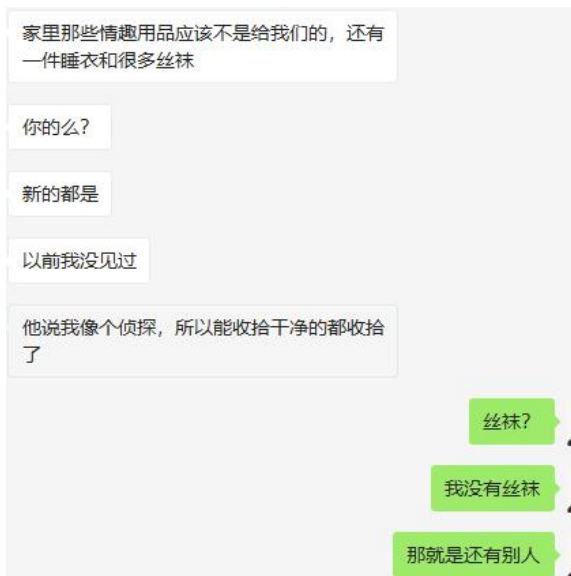 家里那些情趣用品应该不是给我们的，还有
一件睡衣和很多丝袜
你的么？
新的都是
以前我没见过
他说我像个侦探，所以能收拾干净的都收拾
了
丝袜？
我没有丝袜
那就是还有别人